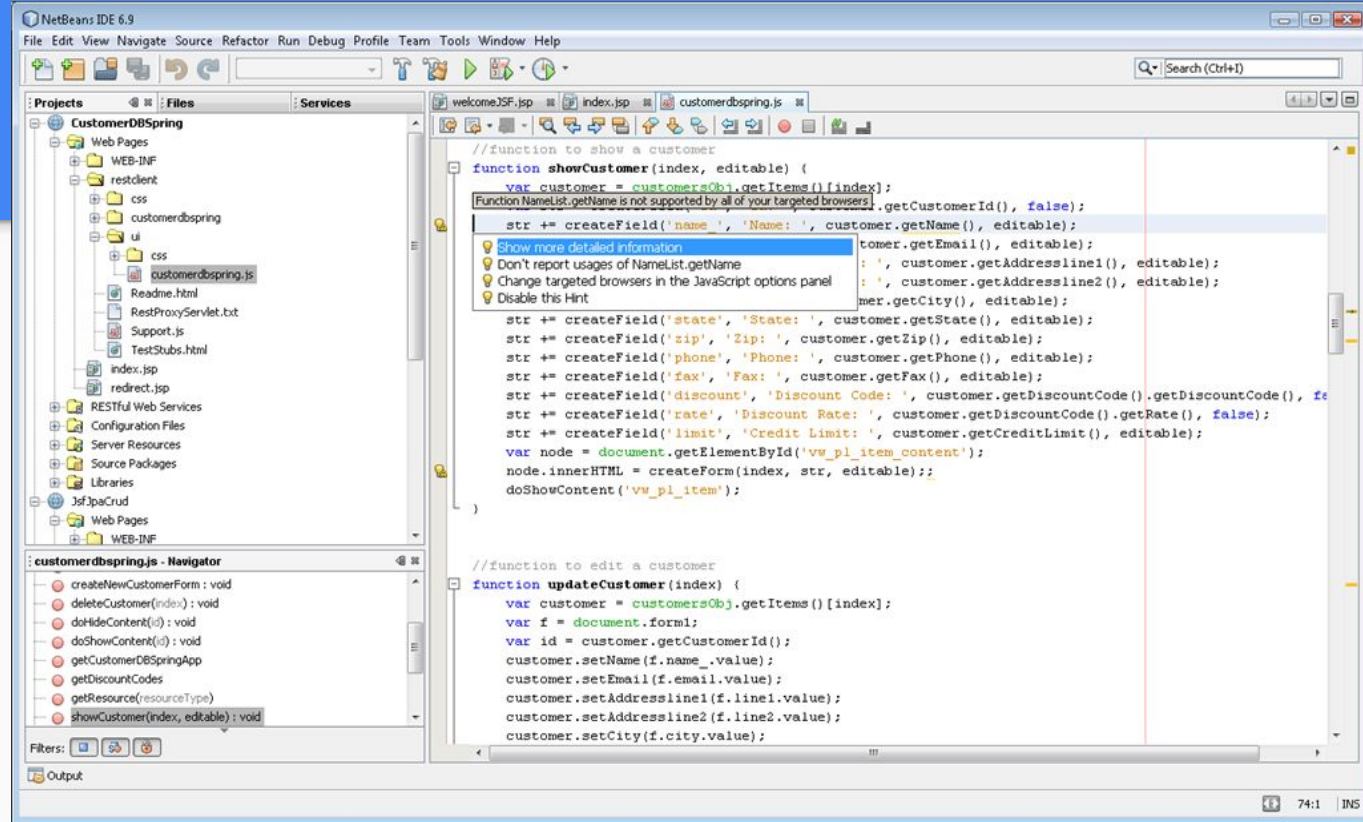 NetBeans IDE 6.9
File Edit View Navigate Source Refactor Run Debug Profile Team Tools Window Help
Search (Ctrl+I)
Projects Files Services
CustomerDBSpring
Web Pages
WEB-INF
restclient
css
customerdbspring
ui
css
customerdbspring.js
Readme.html
RestProxyServlet.txt
Support.js
TestStubs.html
index.jsp
redirect.jsp
RESTful Web Services
Configuration Files
Server Resources
Source Packages
Libraries
JsfJpaCrud
Web Pages
WEB-INF
customerdbspring.js - Navigator
createNewCustomerForm : void
deleteCustomer(index) : void
doHideContent(id) : void
doShowContent(id) : void
getCustomerDBSpringApp
getDiscountCodes
getResource(resourceType)
showCustomer(index, editable) : void
Filters:
Output
welcomeJSF.jsp index.jsp customerdbspring.js
//function to show a customer
function showCustomer(index, editable) {
var customer = customersObj.getItems()[index];
Function NameList.getName is not supported by all of your targeted browsers
.getCustomerId(), false);
str += createField('name_', 'Name: ', customer.getName(), editable);
Show more detailed information
tomer.getEmail(), editable);
Don't report usages of NameList.getName
: ', customer.getAddressline1(), editable);
Change targeted browsers in the JavaScript options panel
: ', customer.getAddressline2(), editable);
Disable this Hint
mer.getCity(), editable);
str += createField('state', 'State: ', customer.getState(), editable);
str += createField('zip', 'Zip: ', customer.getZip(), editable);
str += createField('phone', 'Phone: ', customer.getPhone(), editable);
str += createField('fax', 'Fax: ', customer.getFax(), editable);
str += createField('discount', 'Discount Code: ', customer.getDiscountCode().getDiscountCode(), fa
str += createField('rate', 'Discount Rate: ', customer.getDiscountCode().getRate(), false);
str += createField('limit', 'Credit Limit: ', customer.getCreditLimit(), editable);
var node = document.getElementById('vw_pl_item_content');
node.innerHTML = createForm(index, str, editable);;
doShowContent('vw_pl_item');
}
//function to edit a customer
function updateCustomer(index) {
var customer = customersObj.getItems()[index];
var f = document.form1;
var id = customer.getCustomerId();
customer.setName(f.name_.value);
customer.setEmail(f.email.value);
customer.setAddressline1(f.line1.value);
customer.setAddressline2(f.line2.value);
customer.setCity(f.city.value);
74:1 INS